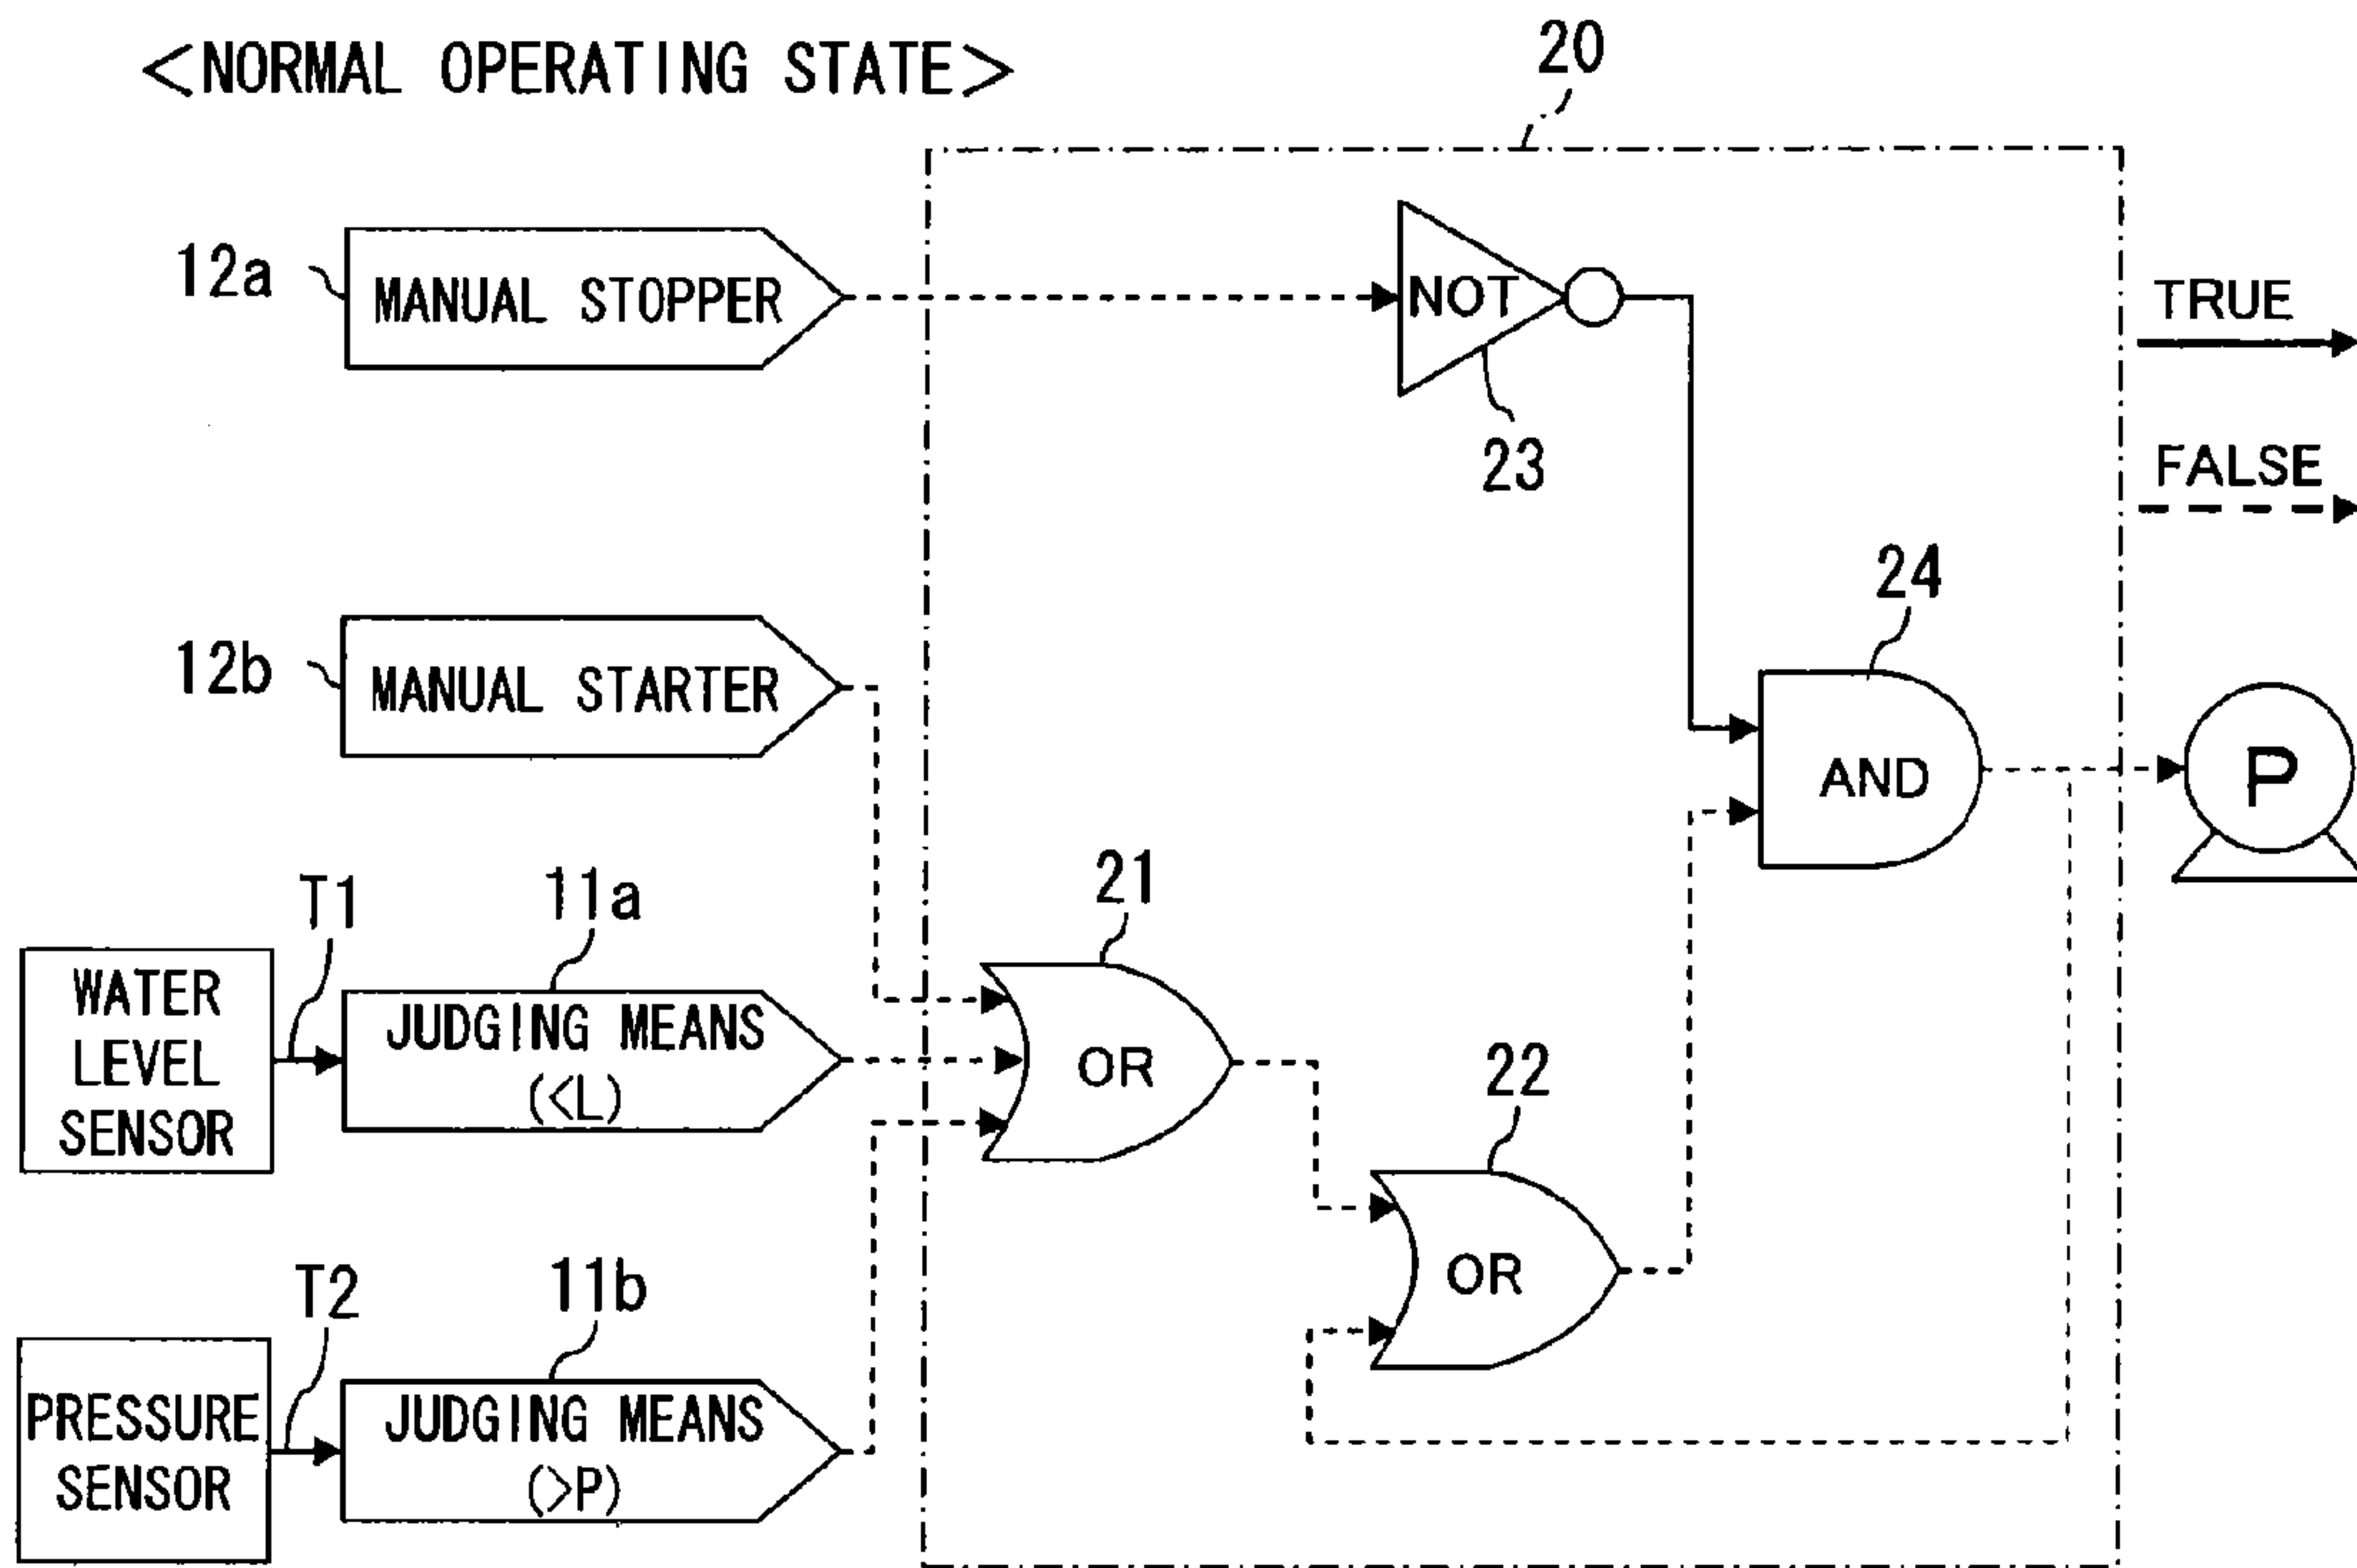 <NORMAL OPERATING STATE>
20
12a
MANUAL STOPPER
NOT
23
TRUE
FALSE
12b
MANUAL STARTER
24
AND
P
T1
11a
21
WATER
LEVEL
SENSOR
JUDGING MEANS
(<L)
OR
22
OR
T2
11b
PRESSURE
SENSOR
JUDGING MEANS
(>P)